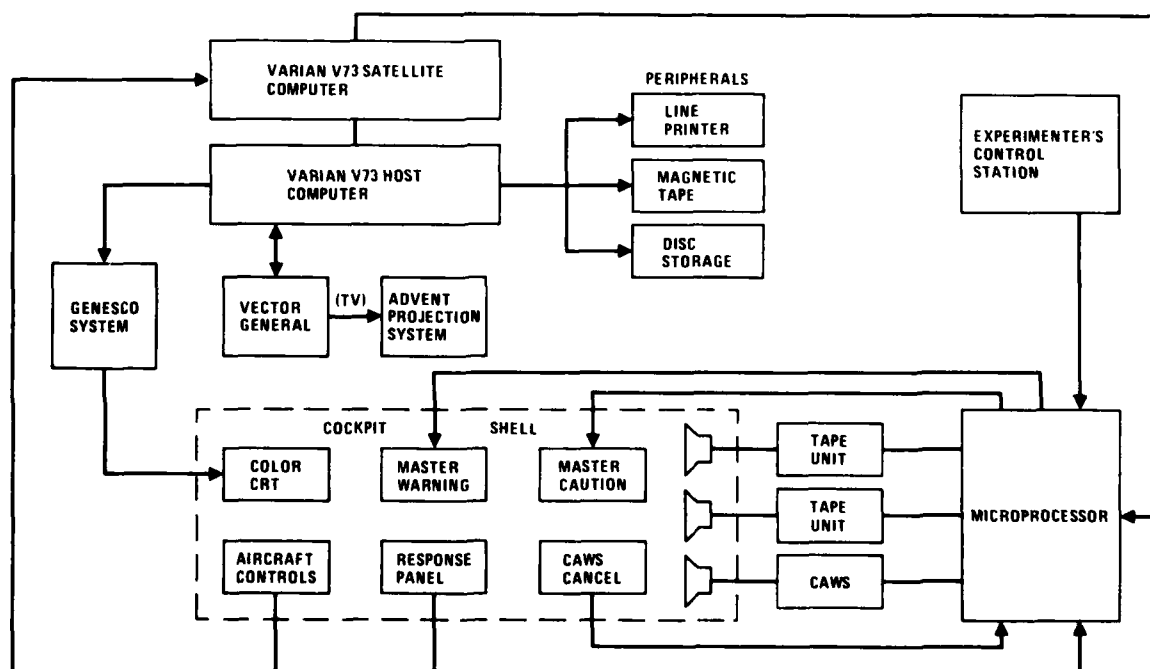 VARIAN V73 SATELLITE
COMPUTER
PERIPHERALS
LINE
PRINTER
EXPERIMENTER'S
CONTROL
STATION
VARIAN V73 HOST
COMPUTER
MAGNETIC
TAPE
DISC
STORAGE
GENESCO
SYSTEM
VECTOR
GENERAL
(TV)
ADVENT
PROJECTION
SYSTEM
COCKPIT SHELL
COLOR
CRT
MASTER
WARNING
MASTER
CAUTION
TAPE
UNIT
TAPE
UNIT
MICROPROCESSOR
AIRCRAFT
CONTROLS
RESPONSE
PANEL
CAWS
CANCEL
CAWS